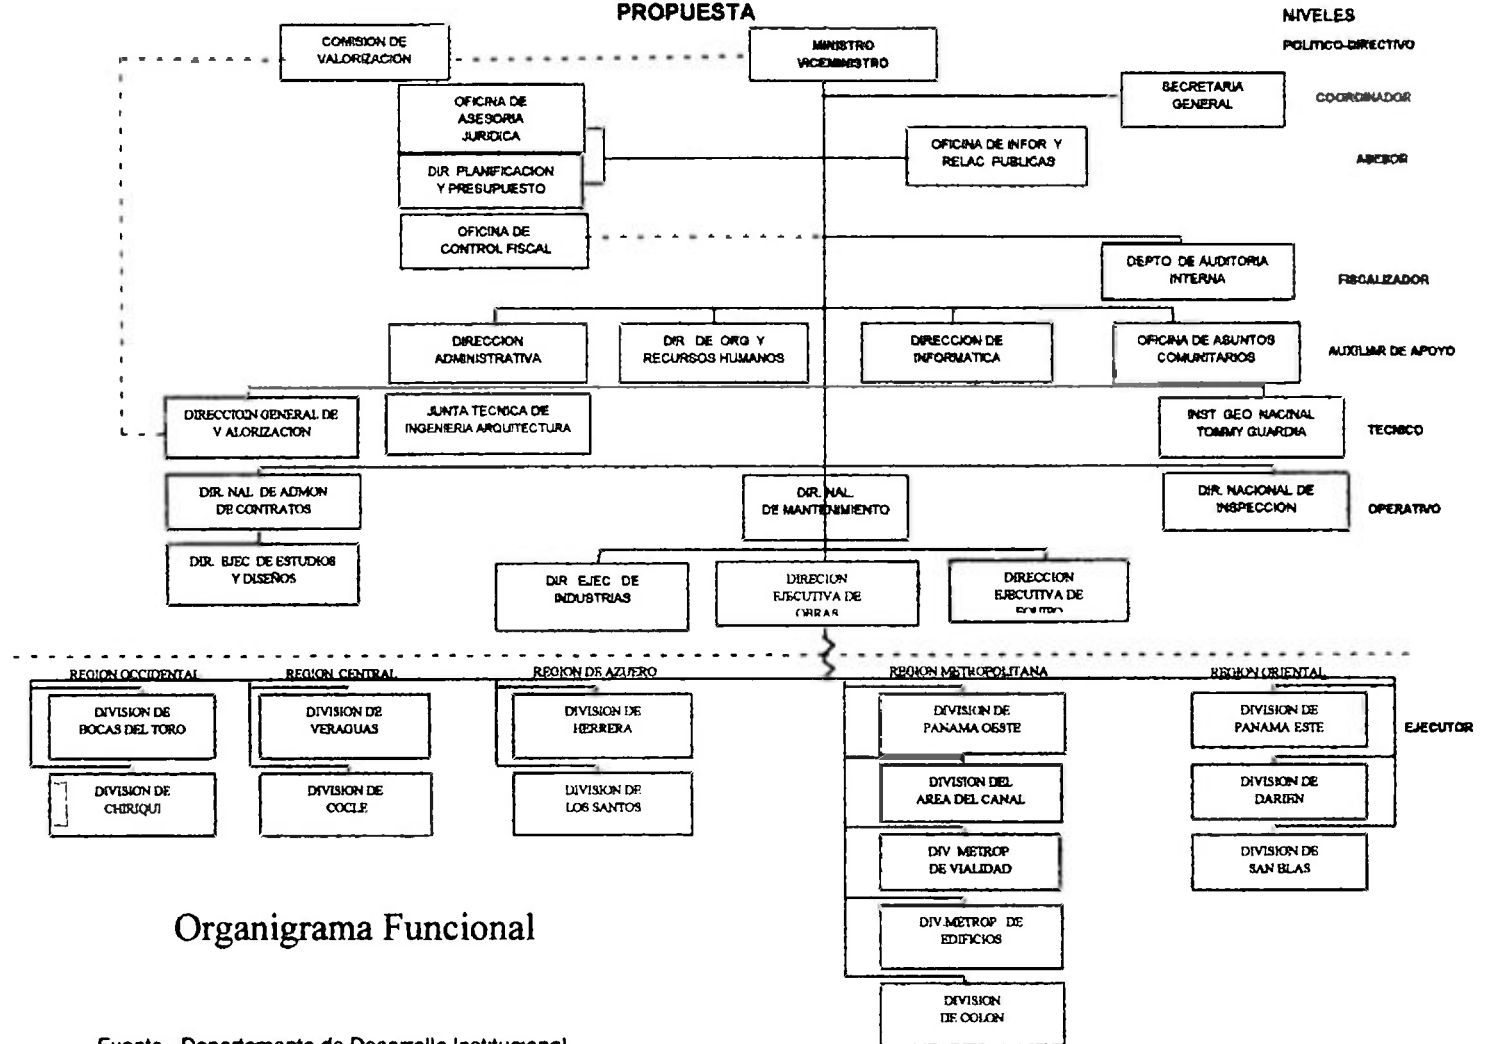 PROPUESTA
NIVELES
COMISION DE
VALORIZACION
MINISTRO
VICEMINISTRO
POLITICO-DIRECTIVO
OFICINA DE
ASESORIA
JURIDICA
SECRETARIA
GENERAL
COORDINADOR
DIR PLANIFICACION
Y PRESUPUESTO
OFICINA DE INFOR Y
RELAC PUBLICAS
ASESOR
OFICINA DE
CONTROL FISCAL
DEPTO DE AUDITORIA
INTERNA
FISCALIZADOR
DIRECCION
ADMINISTRATIVA
DIR DE ORG Y
RECURSOS HUMANOS
DIRECCION DE
INFORMATICA
OFICINA DE ASUNTOS
COMUNITARIOS
AUXILIAR DE APOYO
DIRECCION GENERAL DE
V ALORIZACION
JUNTA TECNICA DE
INGENIERIA ARQUITECTURA
INST GEO NACINAL
TOMMY GUARDIA
TECNICO
DIR. NAL DE ADMON
DE CONTRATOS
DIR. NAL.
DE MANTENIMIENTO
DIR. NACIONAL DE
INSPECCION
OPERATIVO
DIR. EJEC DE ESTUDIOS
Y DISEÑOS
DIR EJEC DE
INDUSTRIAS
DIRECION
EJECUTIVA DE
OBRAS
DIRECCION
EJECUTIVA DE
EQUIPO
REGION OCCIDENTAL
REGION CENTRAL
REGION DE AZUERO
REGION METROPOLITANA
REGION ORIENTAL
DIVISION DE
BOCAS DEL TORO
DIVISION DE
VERAGUAS
DIVISION DE
HERRERA
DIVISION DE
PANAMA OESTE
DIVISION DE
PANAMA ESTE
EJECUTOR
DIVISION DE
CHIRIQUI
DIVISION DE
COCLE
DIVISION DE
LOS SANTOS
DIVISION DEL
AREA DEL CANAL
DIVISION DE
DARIEN
DIV METROP
DE VIALIDAD
DIVISION DE
SAN BLAS
DIV.METROP DE
EDIFICIOS
DIVISION
DE COLON
Organigrama Funcional
Fuente Departamento de Desarrollo Institucional